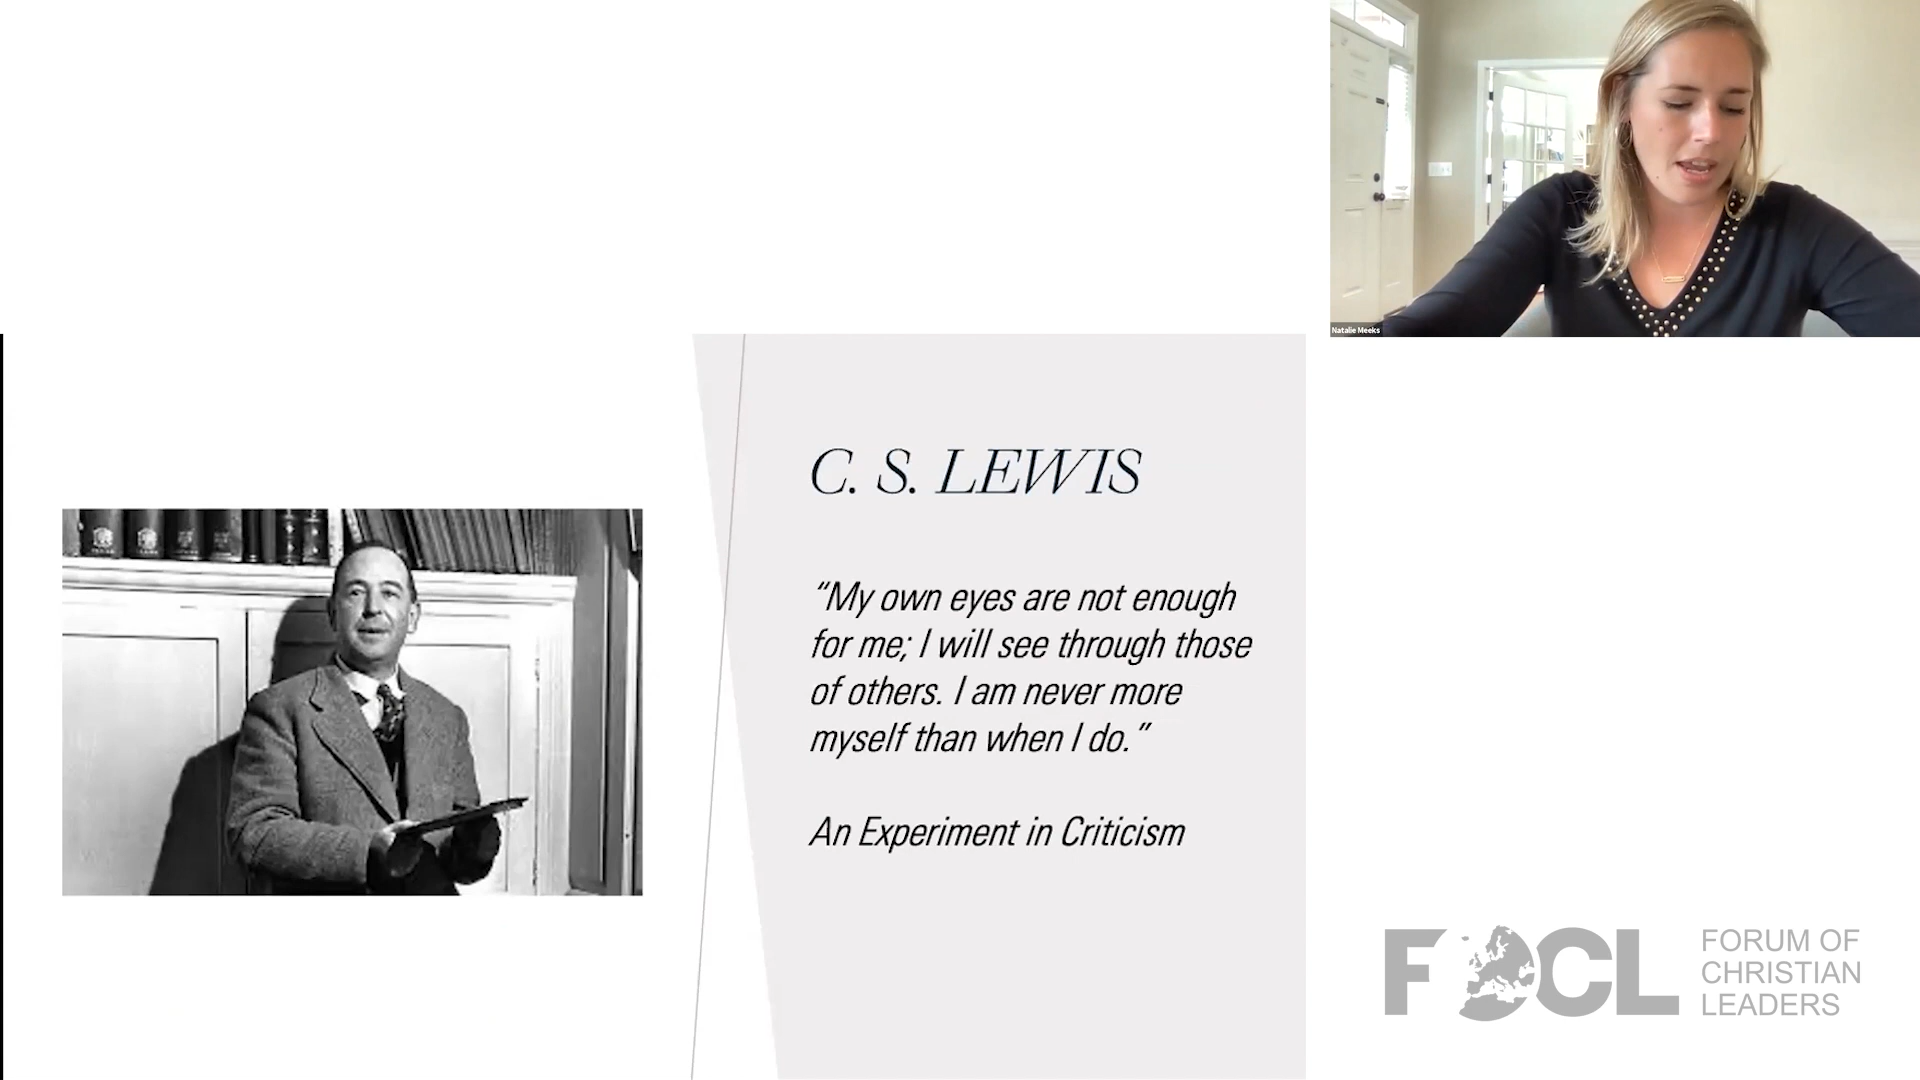 Natalie Meeks
C. S. LEWIS
“My own eyes are not enough
for me; I will see through those
of others. I am never more
myself than when I do.”
An Experiment in Criticism
FOCL
FORUM OF
CHRISTIAN
LEADERS